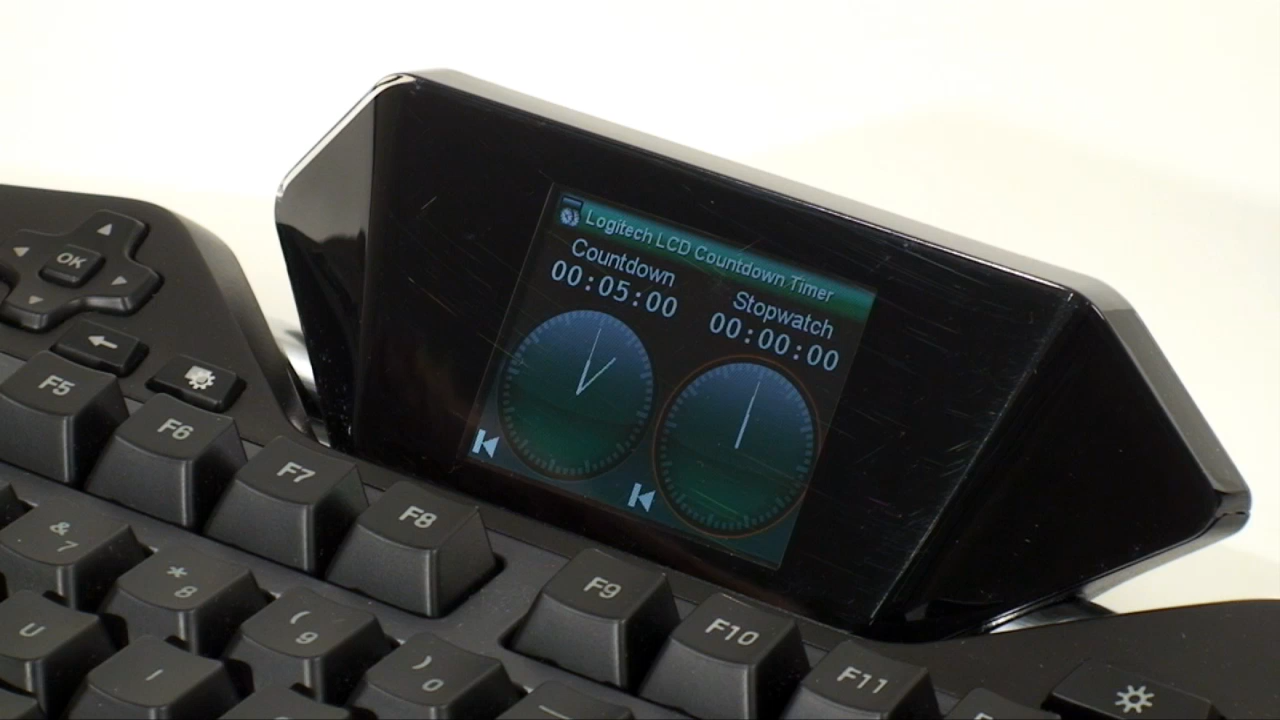 Logitech LCD Countdown Timer
Countdown
00:05:00
Stopwatch
00:00:00
OK
F5
F6
F7
F8
F9
F10
F11
&
7
*
8
(
9
)
0
U
I